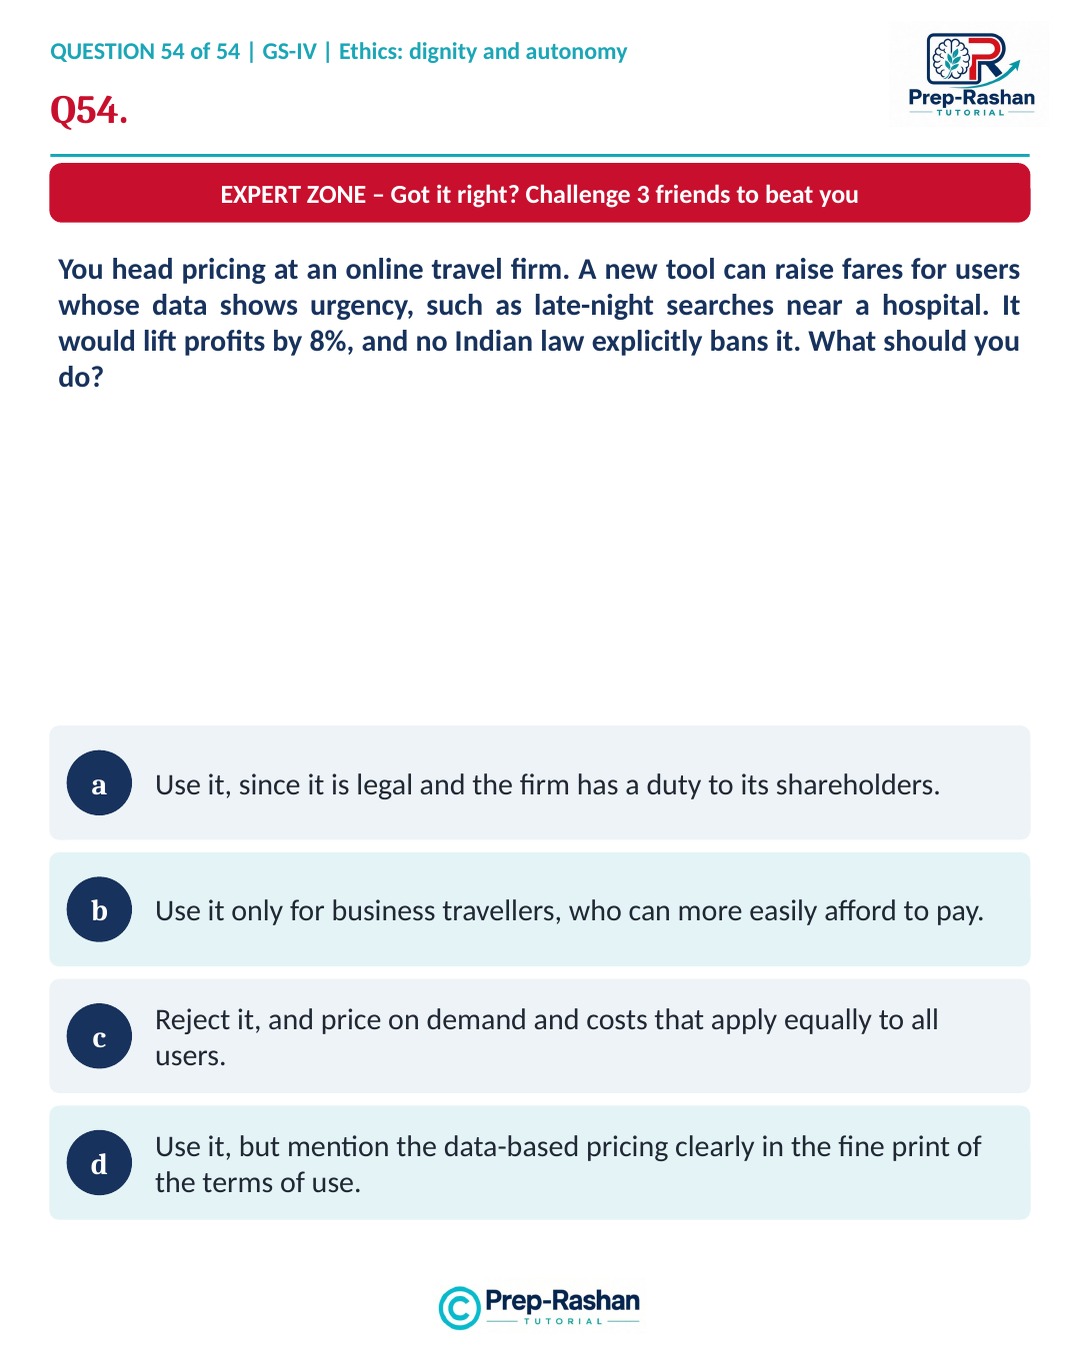 QUESTION 54 of 54 | GS-IV | Ethics: dignity and autonomy
Prep-Rashan
TUTORIAL
Q54.
EXPERT ZONE – Got it right? Challenge 3 friends to beat you
You head pricing at an online travel firm. A new tool can raise fares for users
whose data shows urgency, such as late-night searches near a hospital. It
would lift profits by 8%, and no Indian law explicitly bans it. What should you
do?
a Use it, since it is legal and the firm has a duty to its shareholders.
b Use it only for business travellers, who can more easily afford to pay.
c Reject it, and price on demand and costs that apply equally to all
users.
d Use it, but mention the data-based pricing clearly in the fine print of
the terms of use.
© Prep-Rashan
TUTORIAL